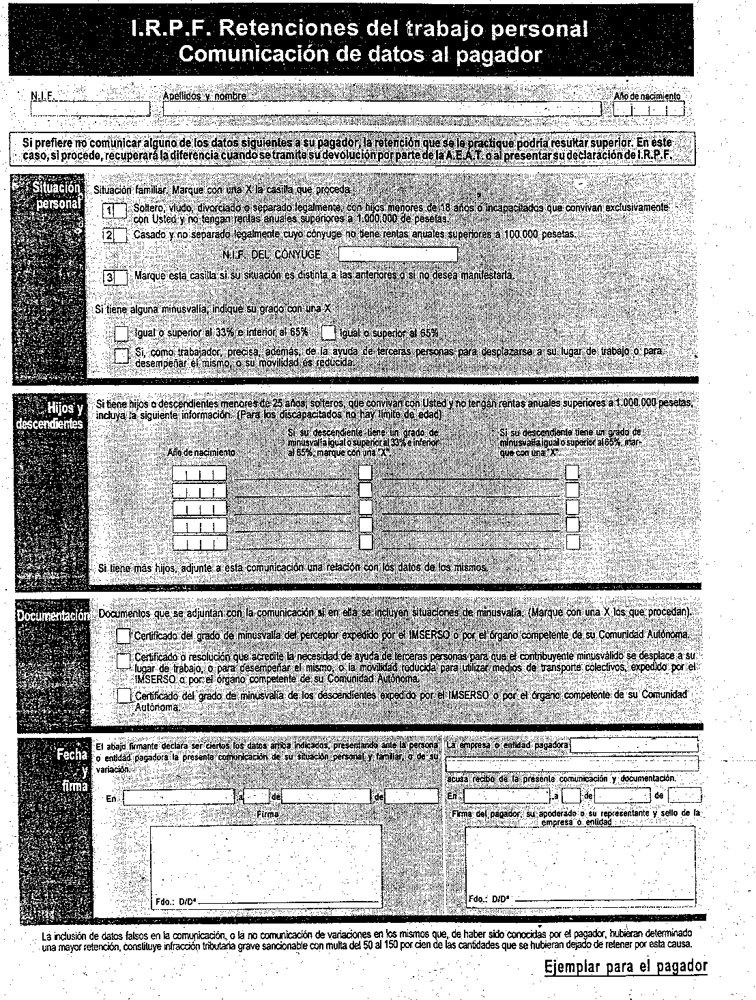 I.R.P.F. Retenciones del trabajo personal
Comunicación de datos al pagador
N.I.F.
Apellidos y nombre
Año de nacimiento
Si prefiere no comunicar alguno de los datos siguientes a su pagador, la retención que se le practique podría resultar superior. En este
caso, si procede, recuperará la diferencia cuando se tramite su devolución por parte de la A.E.A.T. o al presentar su declaración de I.R.P.F.
Situación
personal
Situación familiar. Marque con una X la casilla que proceda
1
Soltero, viudo, divorciado o separado legalmente, con hijos menores de 18 años o incapacitados que convivan exclusivamente
con Usted y no tengan rentas anuales superiores a 1.000.000 de pesetas.
2
Casado y no separado legalmente cuyo cónyuge no tiene rentas anuales superiores a 100.000 pesetas.
N.I.F. DEL CÓNYUGE
3
Marque esta casilla si su situación es distinta a las anteriores o si no desea manifestarla.
Si tiene alguna minusvalía, indique su grado con una X
Igual o superior al 33% e inferior al 65%
Igual o superior al 65%
Si, como trabajador, precisa, además, de la ayuda de terceras personas para desplazarse a su lugar de trabajo o para
desempeñar el mismo, o su movilidad es reducida.
Hijos y
descendientes
Si tiene hijos o descendientes menores de 25 años, solteros, que convivan con Usted y no tengan rentas anuales superiores a 1.000.000 pesetas,
incluya la siguiente información. (Para los discapacitados no hay límite de edad)
Año de nacimiento
Si su descendiente tiene un grado de
minusvalía igual o superior al 33% e inferior
al 65%, marque con una "X".
Si su descendiente tiene un grado de
minusvalía igual o superior al 65%, mar-
que con una "X"
Si tiene más hijos, adjunte a esta comunicación una relación con los datos de los mismos.
Documentación
Documentos que se adjuntan con la comunicación si en ella se incluyen situaciones de minusvalía. (Marque con una X los que procedan).
Certificado del grado de minusvalía del perceptor expedido por el IMSERSO o por el órgano competente de su Comunidad Autónoma.
Certificado o resolución que acredite la necesidad de ayuda de terceras personas para que el contribuyente minusválido se desplace a su
lugar de trabajo, o para desempeñar el mismo, o la movilidad reducida para utilizar medios de transporte colectivos, expedido por el
IMSERSO o por el órgano competente de su Comunidad Autónoma.
Certificado del grado de minusvalía de los descendientes expedido por el IMSERSO o por el órgano competente de su Comunidad
Autónoma.
Fecha
y
firma
El abajo firmante declara ser ciertos los datos arriba indicados, presentando ante la persona
o entidad pagadora la presente comunicación de su situación personal y familiar, o de su
variación.
En
a
de
de
Firma
Fdo.: D/Dª
La empresa o entidad pagadora
acusa recibo de la presente comunicación y documentación.
En
,a
de
de
Firma del pagador, su apoderado o su representante y sello de la
empresa o entidad
Fdo.: D/Dª
La inclusión de datos falsos en la comunicación, o la no comunicación de variaciones en los mismos que, de haber sido conocidas por el pagador, hubieran determinado
una mayor retención, constituye infracción tributaria grave sancionable con multa del 50 al 150 por cien de las cantidades que se hubieran dejado de retener por esta causa.
Ejemplar para el pagador